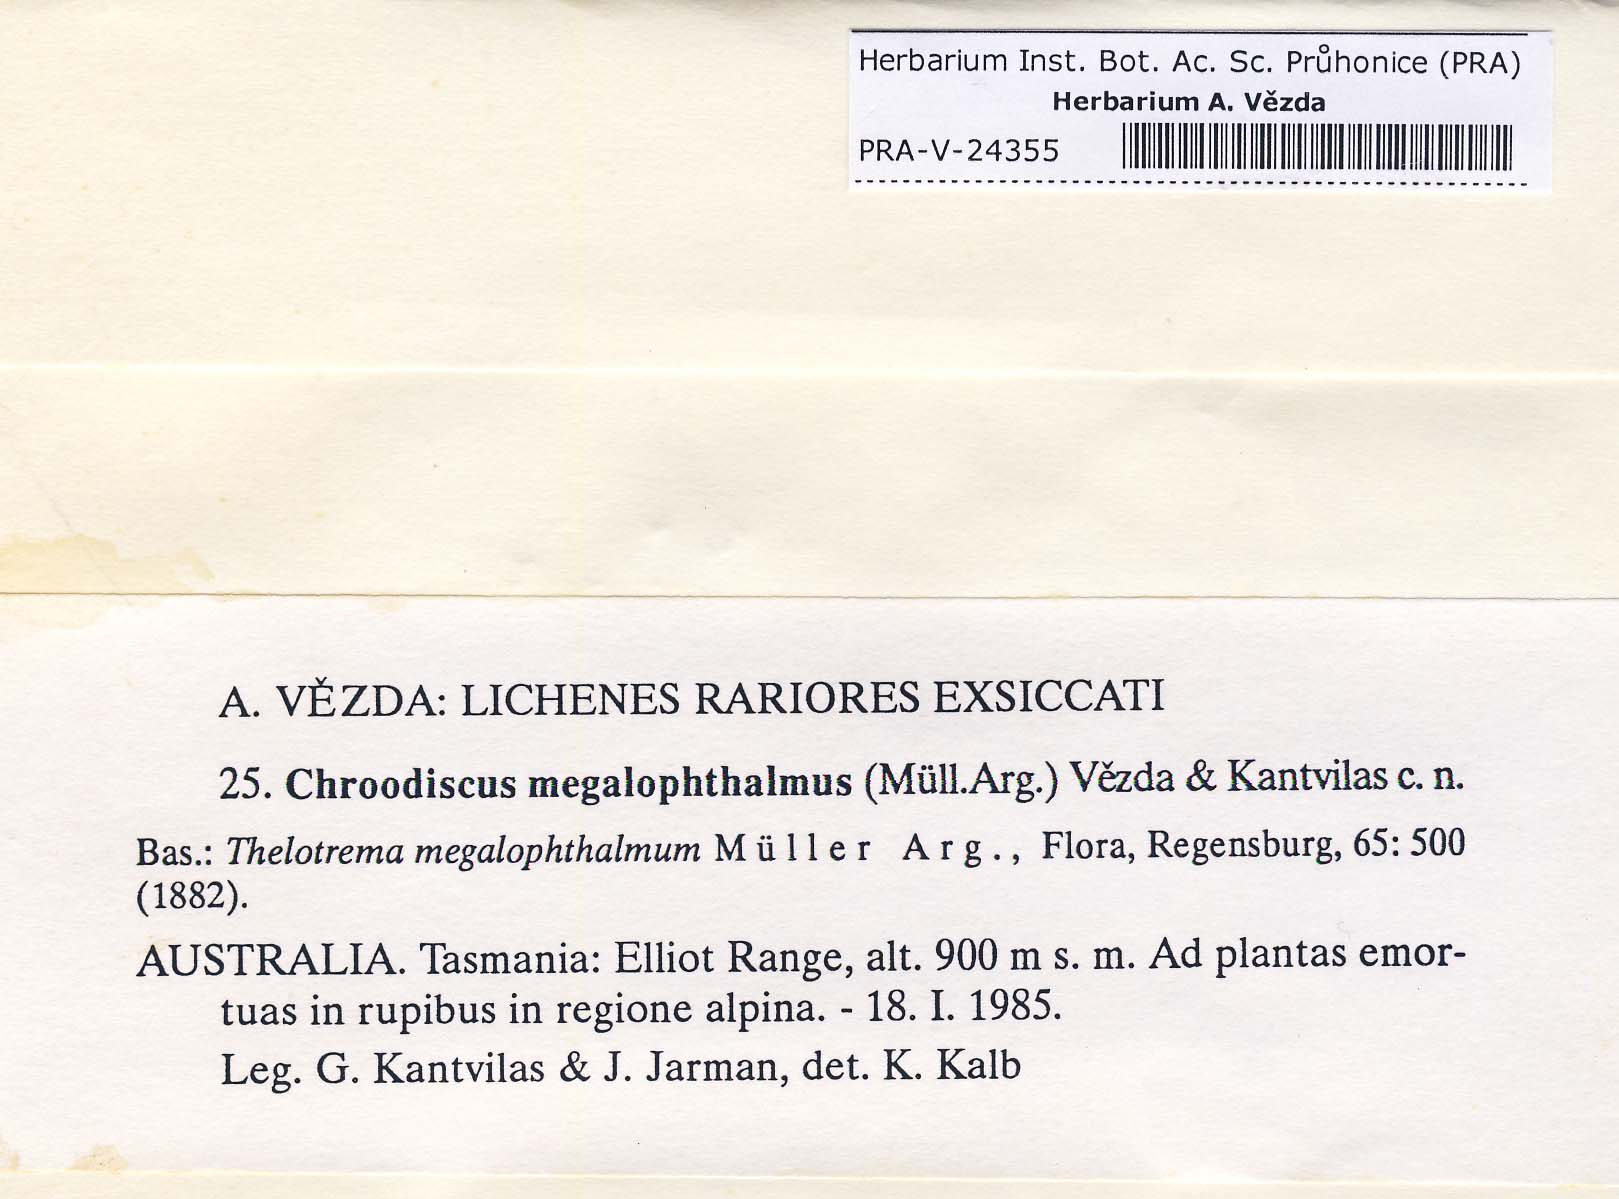 Herbarium Inst. Bot. Ac. Sc. Průhonice (PRA)
Herbarium A. Vězda
PRA-V-24355
A. VĚZDA: LICHENES RARIORES EXSICCATI
25. Chroodiscus megalophthalmus (Müll.Arg.) Vězda & Kantvilas c. n.
Bas.: Thelotrema megalophthalmum Müller Arg., Flora, Regensburg, 65: 500
(1882).
AUSTRALIA. Tasmania: Elliot Range, alt. 900 m s. m. Ad plantas emor-
tuas in rupibus in regione alpina. - 18. I. 1985.
Leg. G. Kantvilas & J. Jarman, det. K. Kalb